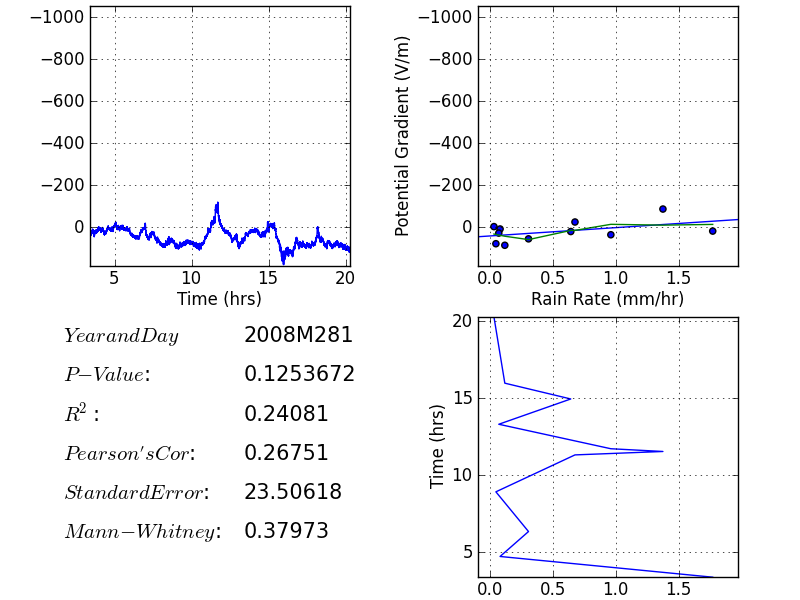 −1000
−800
−600
−400
−200
0
5 10 15 20
Time (hrs)
Potential Gradient (V/m)
−1000
−800
−600
−400
−200
0
0.0 0.5 1.0 1.5
Rain Rate (mm/hr)
YearandDay 2008M281
P−Value: 0.1253672
R²: 0.24081
Pearson'sCor: 0.26751
StandardError: 23.50618
Mann−Whitney: 0.37973
Time (hrs)
20
15
10
5
0.0 0.5 1.0 1.5